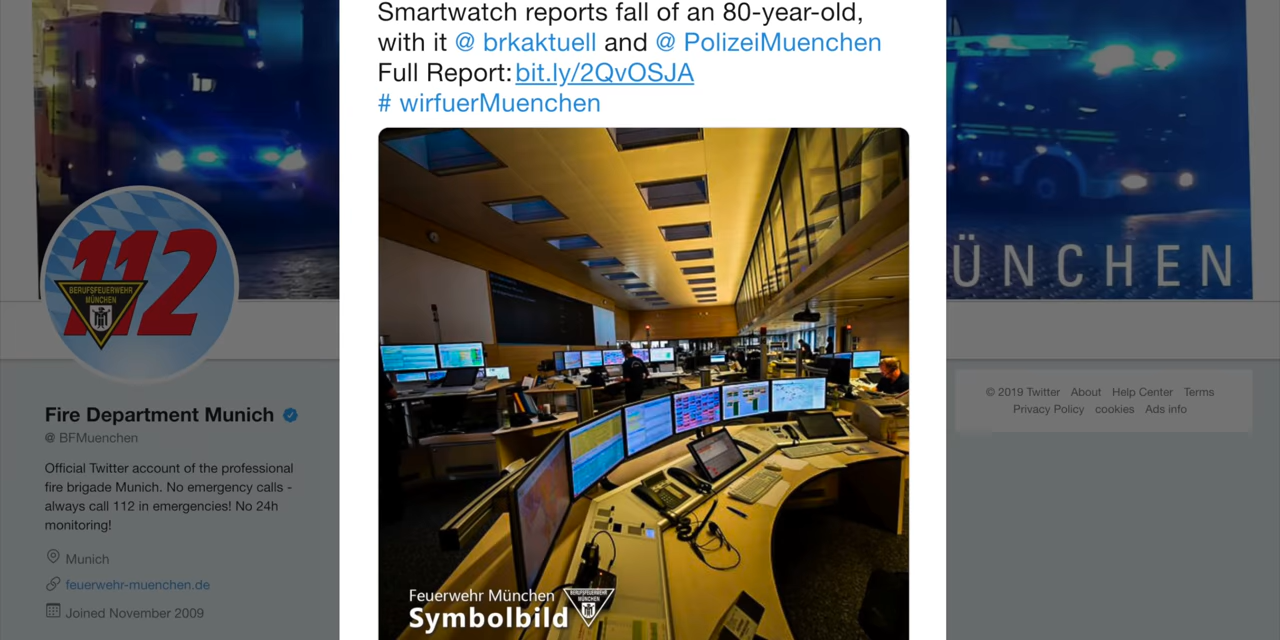 Smartwatch reports fall of an 80-year-old,
with it @ brkaktuell and @ PolizeiMuenchen
Full Report: bit.ly/2QvOSJA
# wirfuerMuenchen
112
BERUFSFEUERWEHR
MÜNCHEN
ÜNCHEN
Fire Department Munich
@ BFMuenchen
Official Twitter account of the professional
fire brigade Munich. No emergency calls -
always call 112 in emergencies! No 24h
monitoring!
Munich
feuerwehr-muenchen.de
Joined November 2009
Feuerwehr München
Symbolbild
BERUFSFEUERWEHR
MÜNCHEN
© 2019 Twitter About Help Center Terms
Privacy Policy cookies Ads info